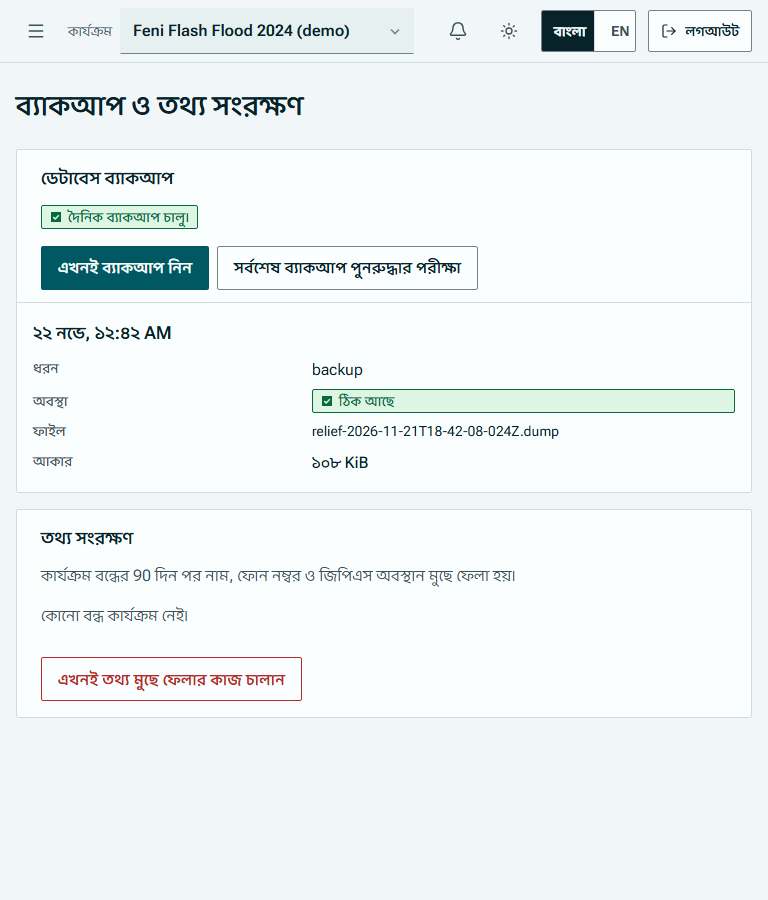 কার্যক্রম Feni Flash Flood 2024 (demo) বাংলা EN লগআউট
ব্যাকআপ ও তথ্য সংরক্ষণ
ডেটাবেস ব্যাকআপ
দৈনিক ব্যাকআপ চালু।
এখনই ব্যাকআপ নিন সর্বশেষ ব্যাকআপ পুনরুদ্ধার পরীক্ষা
২২ নভে, ১২:৪২ AM
ধরন backup
অবস্থা ঠিক আছে
ফাইল relief-2026-11-21T18-42-08-024Z.dump
আকার ১০৮ KiB
তথ্য সংরক্ষণ
কার্যক্রম বন্ধের 90 দিন পর নাম, ফোন নম্বর ও জিপিএস অবস্থান মুছে ফেলা হয়।
কোনো বন্ধ কার্যক্রম নেই।
এখনই তথ্য মুছে ফেলার কাজ চালান